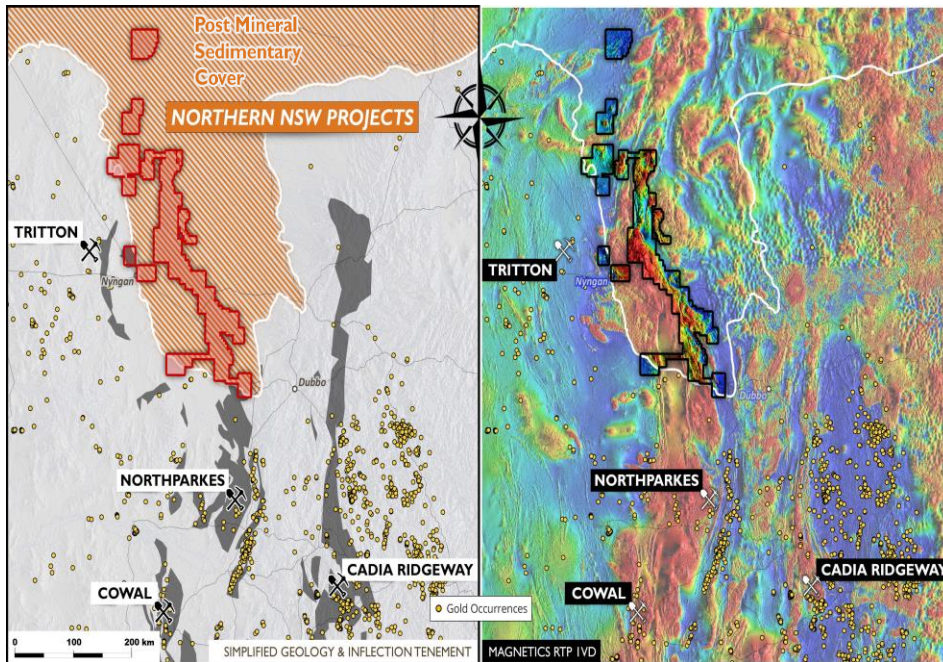 Post Mineral
Sedimentary
Cover
NORTHERN NSW PROJECTS
TRITTON
Nyngan
Dubbo
NORTHPARKES
COWAL
CADIA RIDGEWAY
Gold Occurrences
0 100 200 km
SIMPLIFIED GEOLOGY & INFLECTION TENEMENT
TRITTON
Nyngan
Dubbo
NORTHPARKES
COWAL
CADIA RIDGEWAY
MAGNETICS RTP 1VD